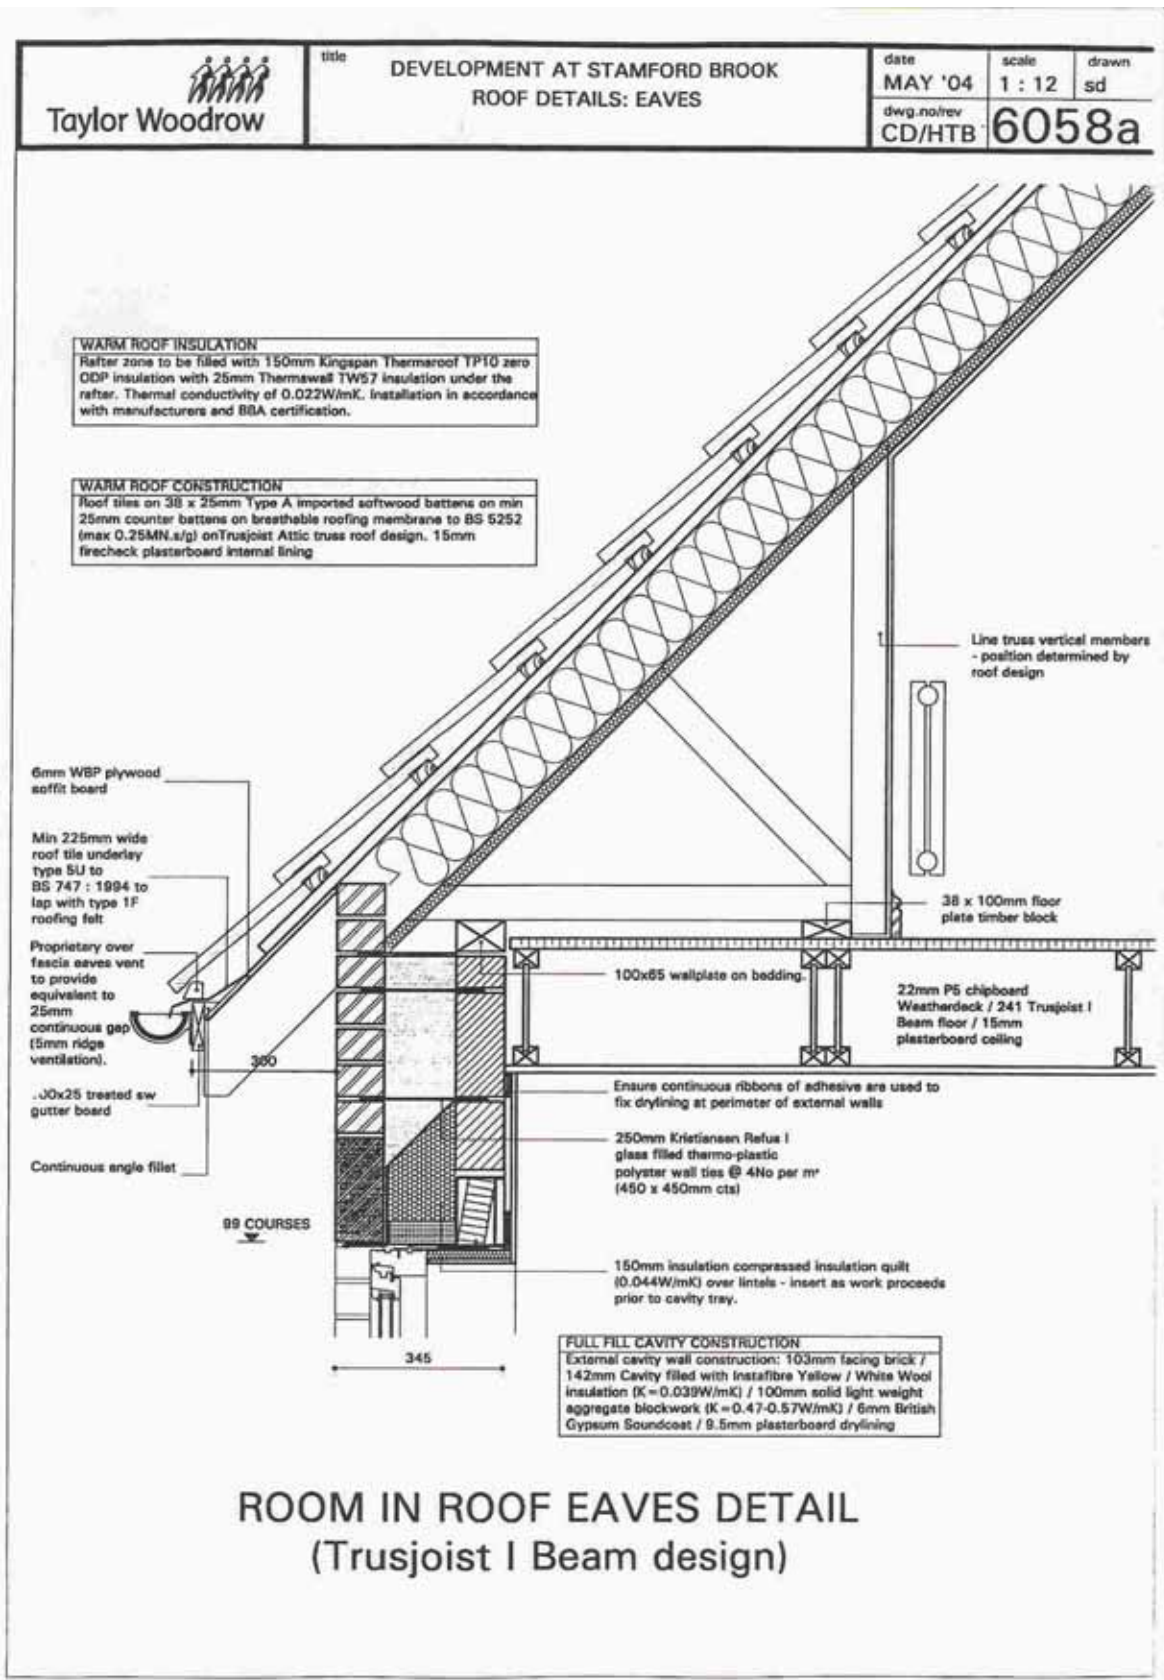 Taylor Woodrow
title
DEVELOPMENT AT STAMFORD BROOK
ROOF DETAILS: EAVES
date
MAY '04
scale
1 : 12
drawn
sd
dwg.no/rev
CD/HTB
6058a
WARM ROOF INSULATION
Rafter zone to be filled with 150mm Kingspan Thermaroof TP10 zero
ODP insulation with 25mm Thermawall TW57 insulation under the
rafter. Thermal conductivity of 0.022W/mK. Installation in accordance
with manufacturers and BBA certification.
WARM ROOF CONSTRUCTION
Roof tiles on 38 x 25mm Type A imported softwood battens on min
25mm counter battens on breathable roofing membrane to BS 5252
(max 0.25MN.s/g) onTrusjoist Attic truss roof design. 15mm
firecheck plasterboard internal lining
Line truss vertical members
- position determined by
roof design
6mm WBP plywood
soffit board
Min 225mm wide
roof tile underlay
type 5U to
BS 747 : 1994 to
lap with type 1F
roofing felt
38 x 100mm floor
plate timber block
Proprietary over
fascia eaves vent
to provide
equivalent to
25mm
continuous gap
(5mm ridge
ventilation).
100x65 wallplate on bedding.
22mm P5 chipboard
Weatherdeck / 241 Trusjoist I
Beam floor / 15mm
plasterboard ceiling
300
.00x25 treated sw
gutter board
Ensure continuous ribbons of adhesive are used to
fix drylining at perimeter of external walls
250mm Kristiansen Refus I
glass filled thermo-plastic
polyster wall ties @ 4No per m²
(450 x 450mm cts)
Continuous angle fillet
99 COURSES
150mm insulation compressed insulation quilt
(0.044W/mK) over lintels - insert as work proceeds
prior to cavity tray.
345
FULL FILL CAVITY CONSTRUCTION
External cavity wall construction: 103mm facing brick /
142mm Cavity filled with Instafibre Yellow / White Wool
insulation (K=0.039W/mK) / 100mm solid light weight
aggregate blockwork (K=0.47-0.57W/mK) / 6mm British
Gypsum Soundcoat / 9.5mm plasterboard drylining
ROOM IN ROOF EAVES DETAIL
(Trusjoist I Beam design)